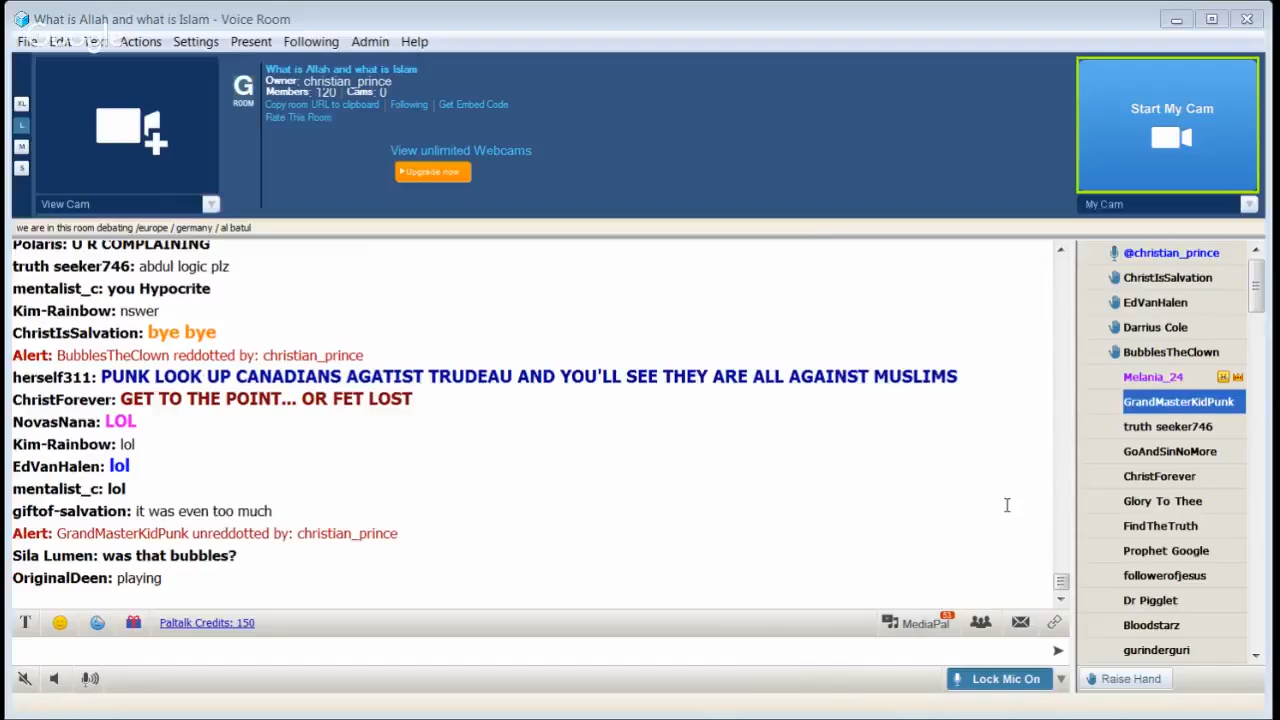 What is Allah and what is Islam - Voice Room
Google
File Edit Text Actions Settings Present Following Admin Help
XL
L
M
S
View Cam
G
ROOM
What is Allah and what is Islam
Owner: christian_prince
Members: 120 Cams: 0
Copy room URL to clipboard | Following | Get Embed Code
Rate This Room
View unlimited Webcams
Upgrade now
Start My Cam
My Cam
we are in this room debating /europe / germany / al batul
Polaris: U R COMPLAINING
truth seeker746: abdul logic plz
mentalist_c: you Hypocrite
Kim-Rainbow: nswer
ChristIsSalvation: bye bye
Alert: BubblesTheClown reddotted by: christian_prince
herself311: PUNK LOOK UP CANADIANS AGATIST TRUDEAU AND YOU'LL SEE THEY ARE ALL AGAINST MUSLIMS
ChristForever: GET TO THE POINT... OR FET LOST
NovasNana: LOL
Kim-Rainbow: lol
EdVanHalen: lol
mentalist_c: lol
giftof-salvation: it was even too much
Alert: GrandMasterKidPunk unreddotted by: christian_prince
Sila Lumen: was that bubbles?
OriginalDeen: playing
@christian_prince
ChristIsSalvation
EdVanHalen
Darrius Cole
BubblesTheClown
Melania_24
GrandMasterKidPunk
truth seeker746
GoAndSinNoMore
ChristForever
Glory To Thee
FindTheTruth
Prophet Google
followerofjesus
Dr Pigglet
Bloodstarz
gurinderguri
T
Paltalk Credits: 150
MediaPal
53
Lock Mic On
Raise Hand